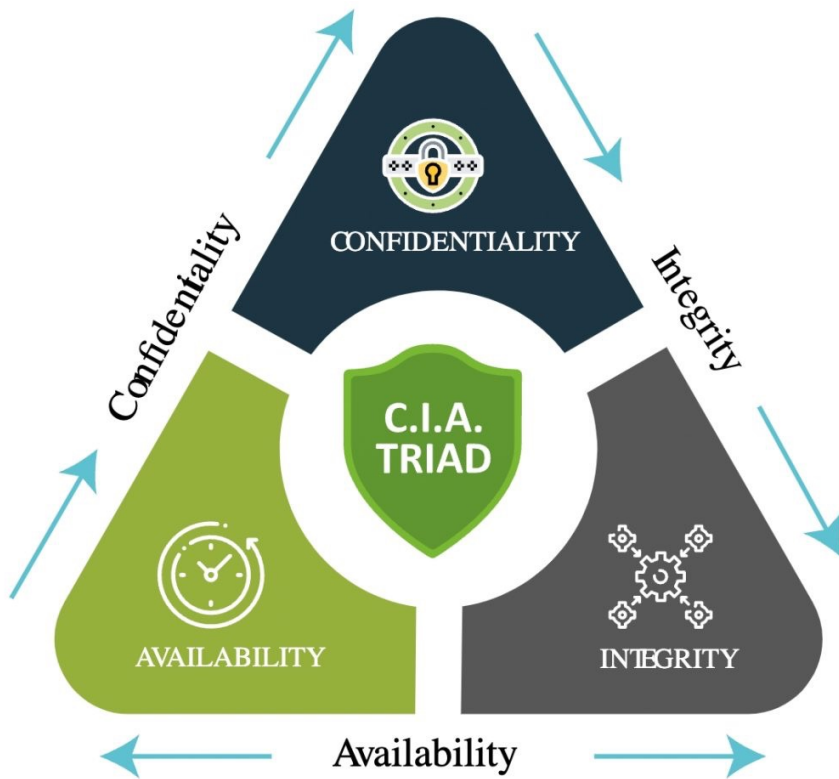 CONFIDENTIALITY
Confidentiality
Integrity
C.I.A.
TRIAD
AVAILABILITY
INTEGRITY
Availability